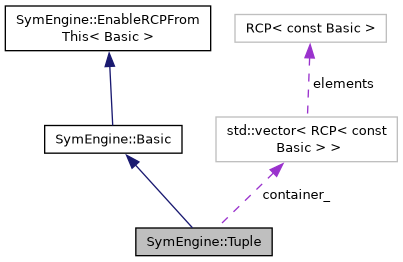 SymEngine::EnableRCPFrom
This< Basic >
RCP< const Basic >
elements
SymEngine::Basic
std::vector< RCP< const
Basic > >
container_
SymEngine::Tuple